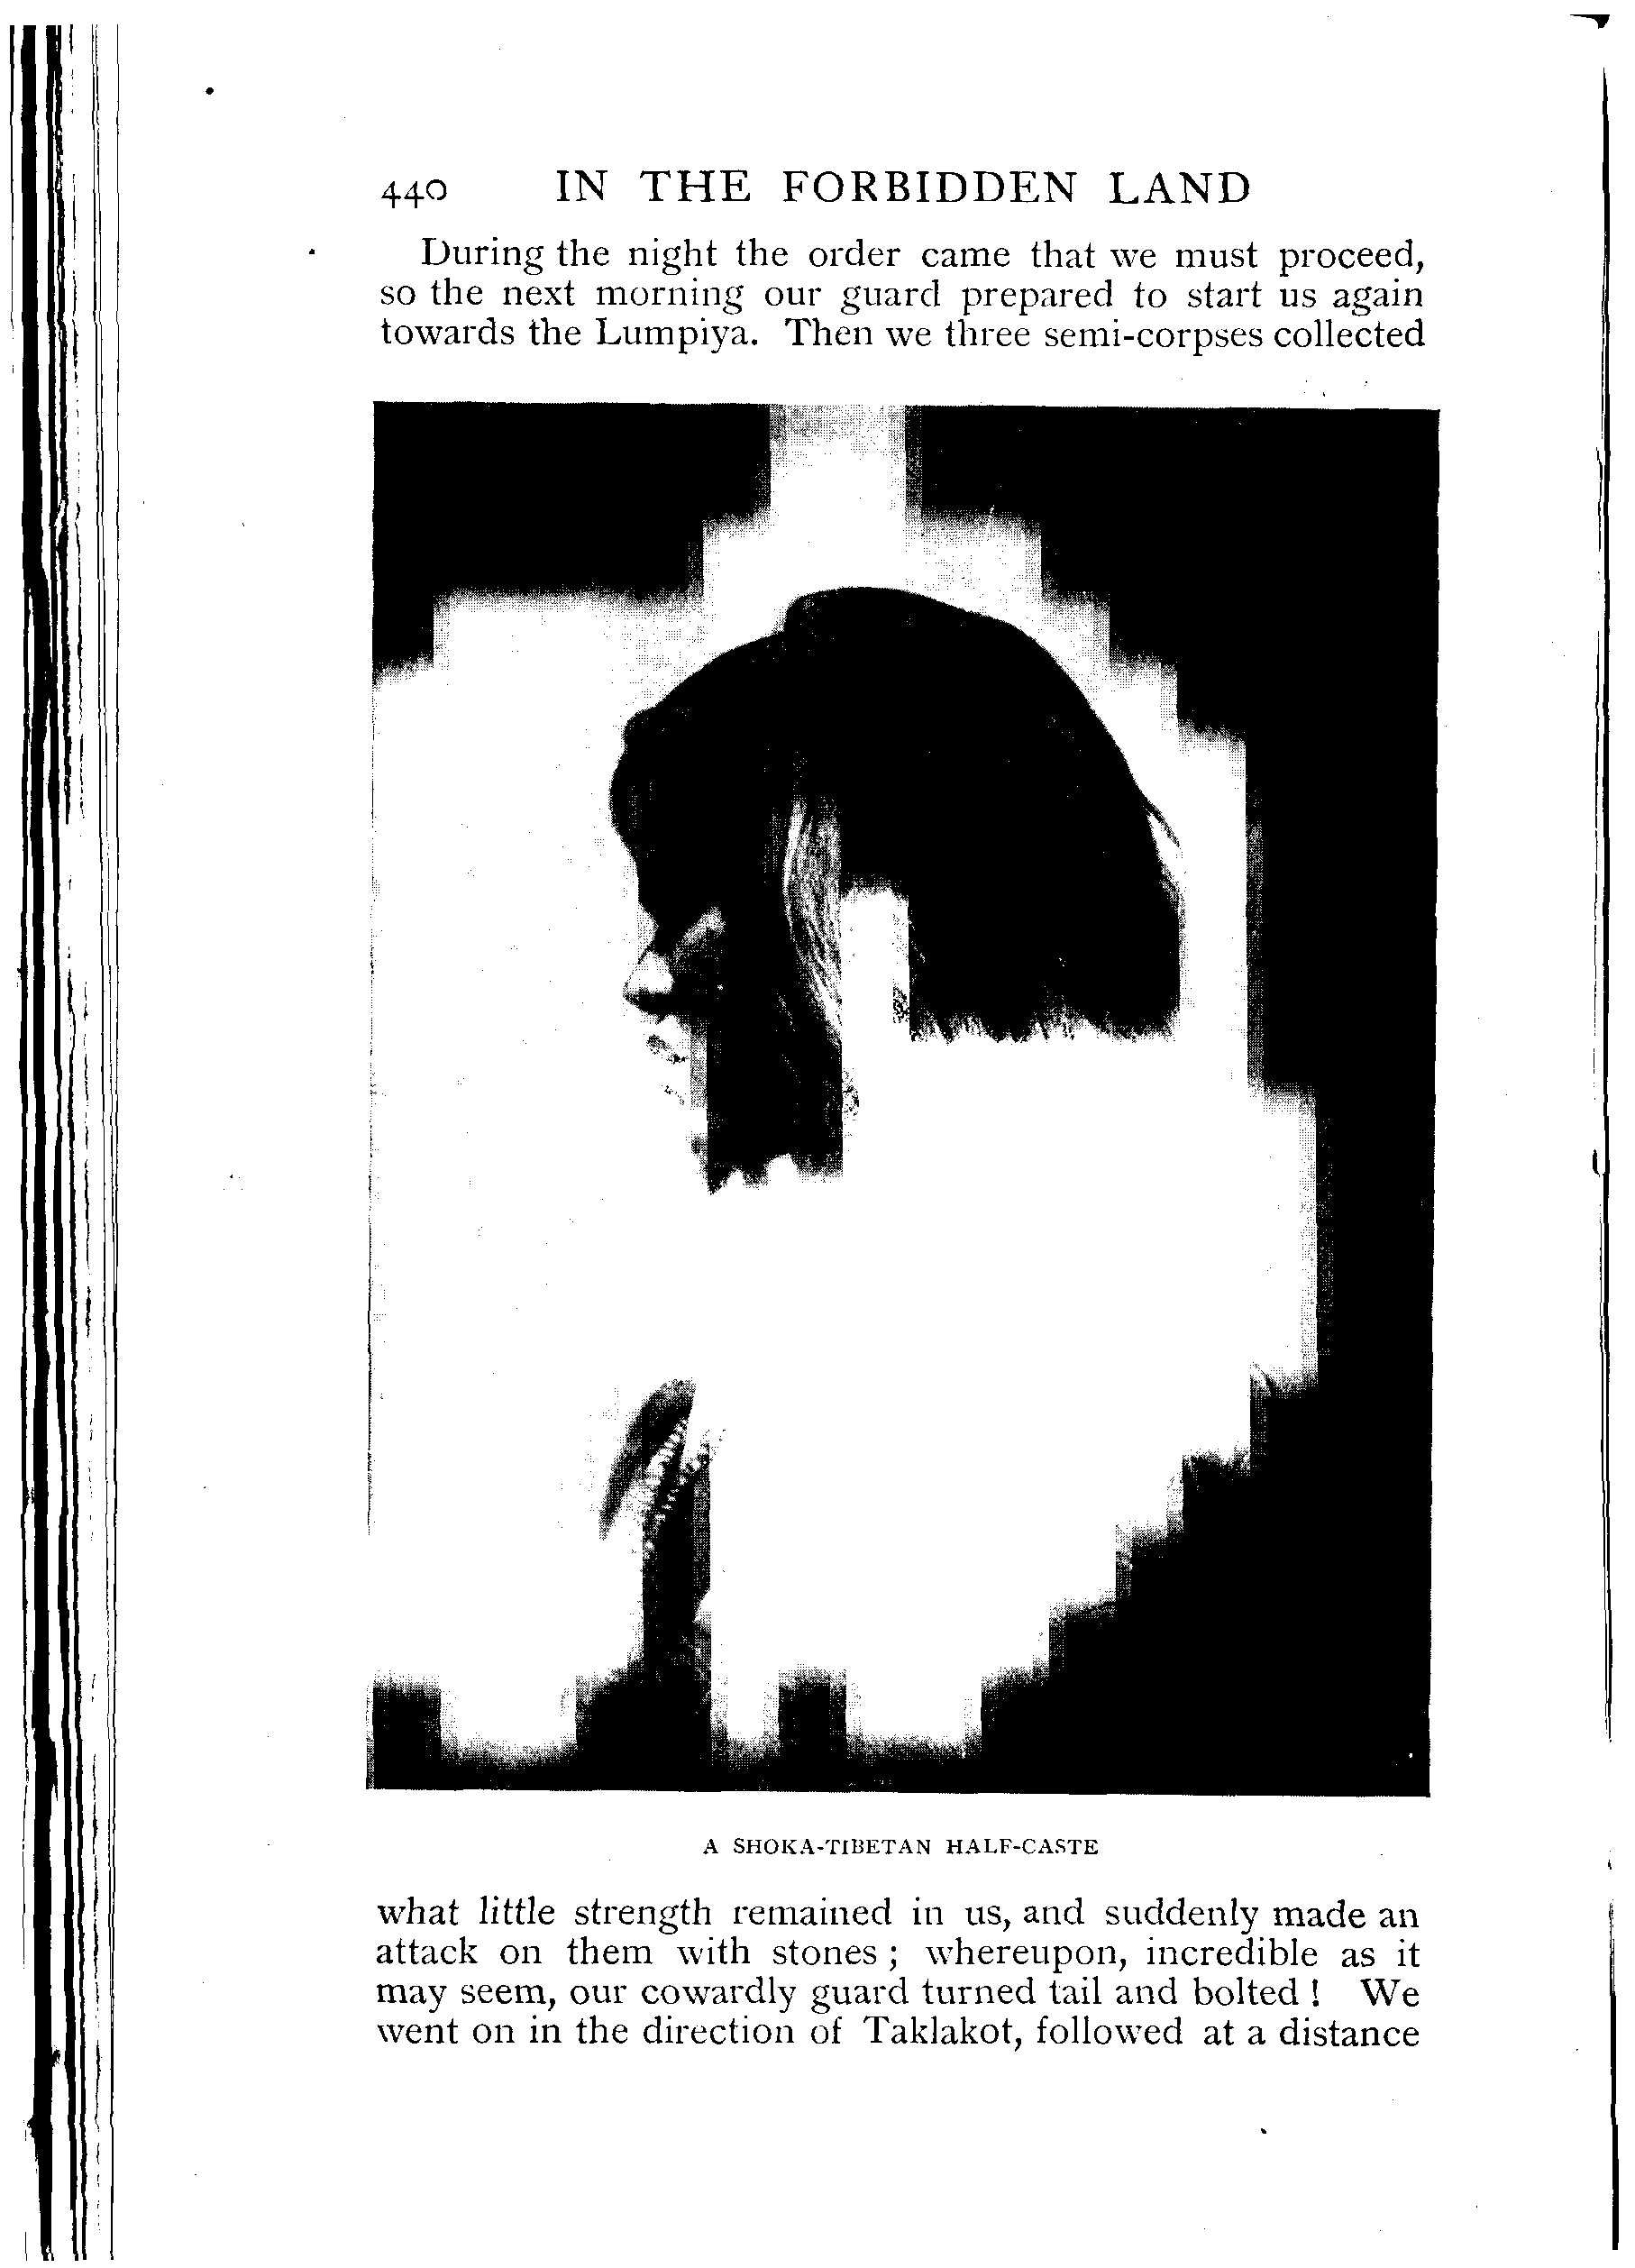 440 IN THE FORBIDDEN LAND
During the night the order came that we must proceed,
so the next morning our guard prepared to start us again
towards the Lumpiya. Then we three semi-corpses collected
A SHOKA-TIBETAN HALF-CASTE
what little strength remained in us, and suddenly made an
attack on them with stones ; whereupon, incredible as it
may seem, our cowardly guard turned tail and bolted ! We
went on in the direction of Taklakot, followed at a distance